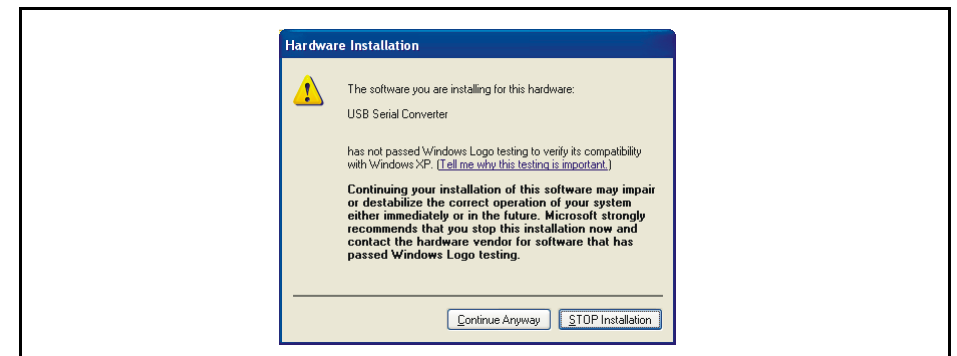 Hardware Installation
The software you are installing for this hardware:
USB Serial Converter
has not passed Windows Logo testing to verify its compatibility
with Windows XP. (Tell me why this testing is important.)
Continuing your installation of this software may impair
or destabilize the correct operation of your system
either immediately or in the future. Microsoft strongly
recommends that you stop this installation now and
contact the hardware vendor for software that has
passed Windows Logo testing.
Continue Anyway STOP Installation